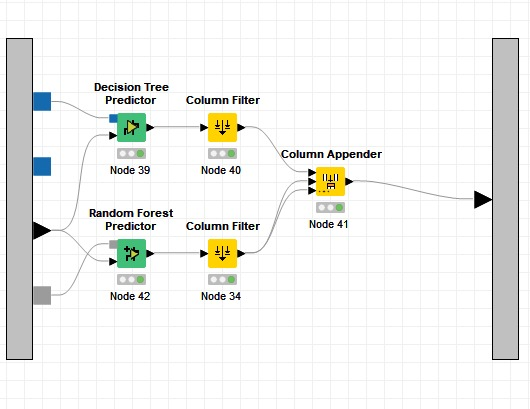 Decision Tree
Predictor
Column Filter
Node 39
Node 40
Column Appender
Node 41
Random Forest
Predictor
Column Filter
Node 42
Node 34